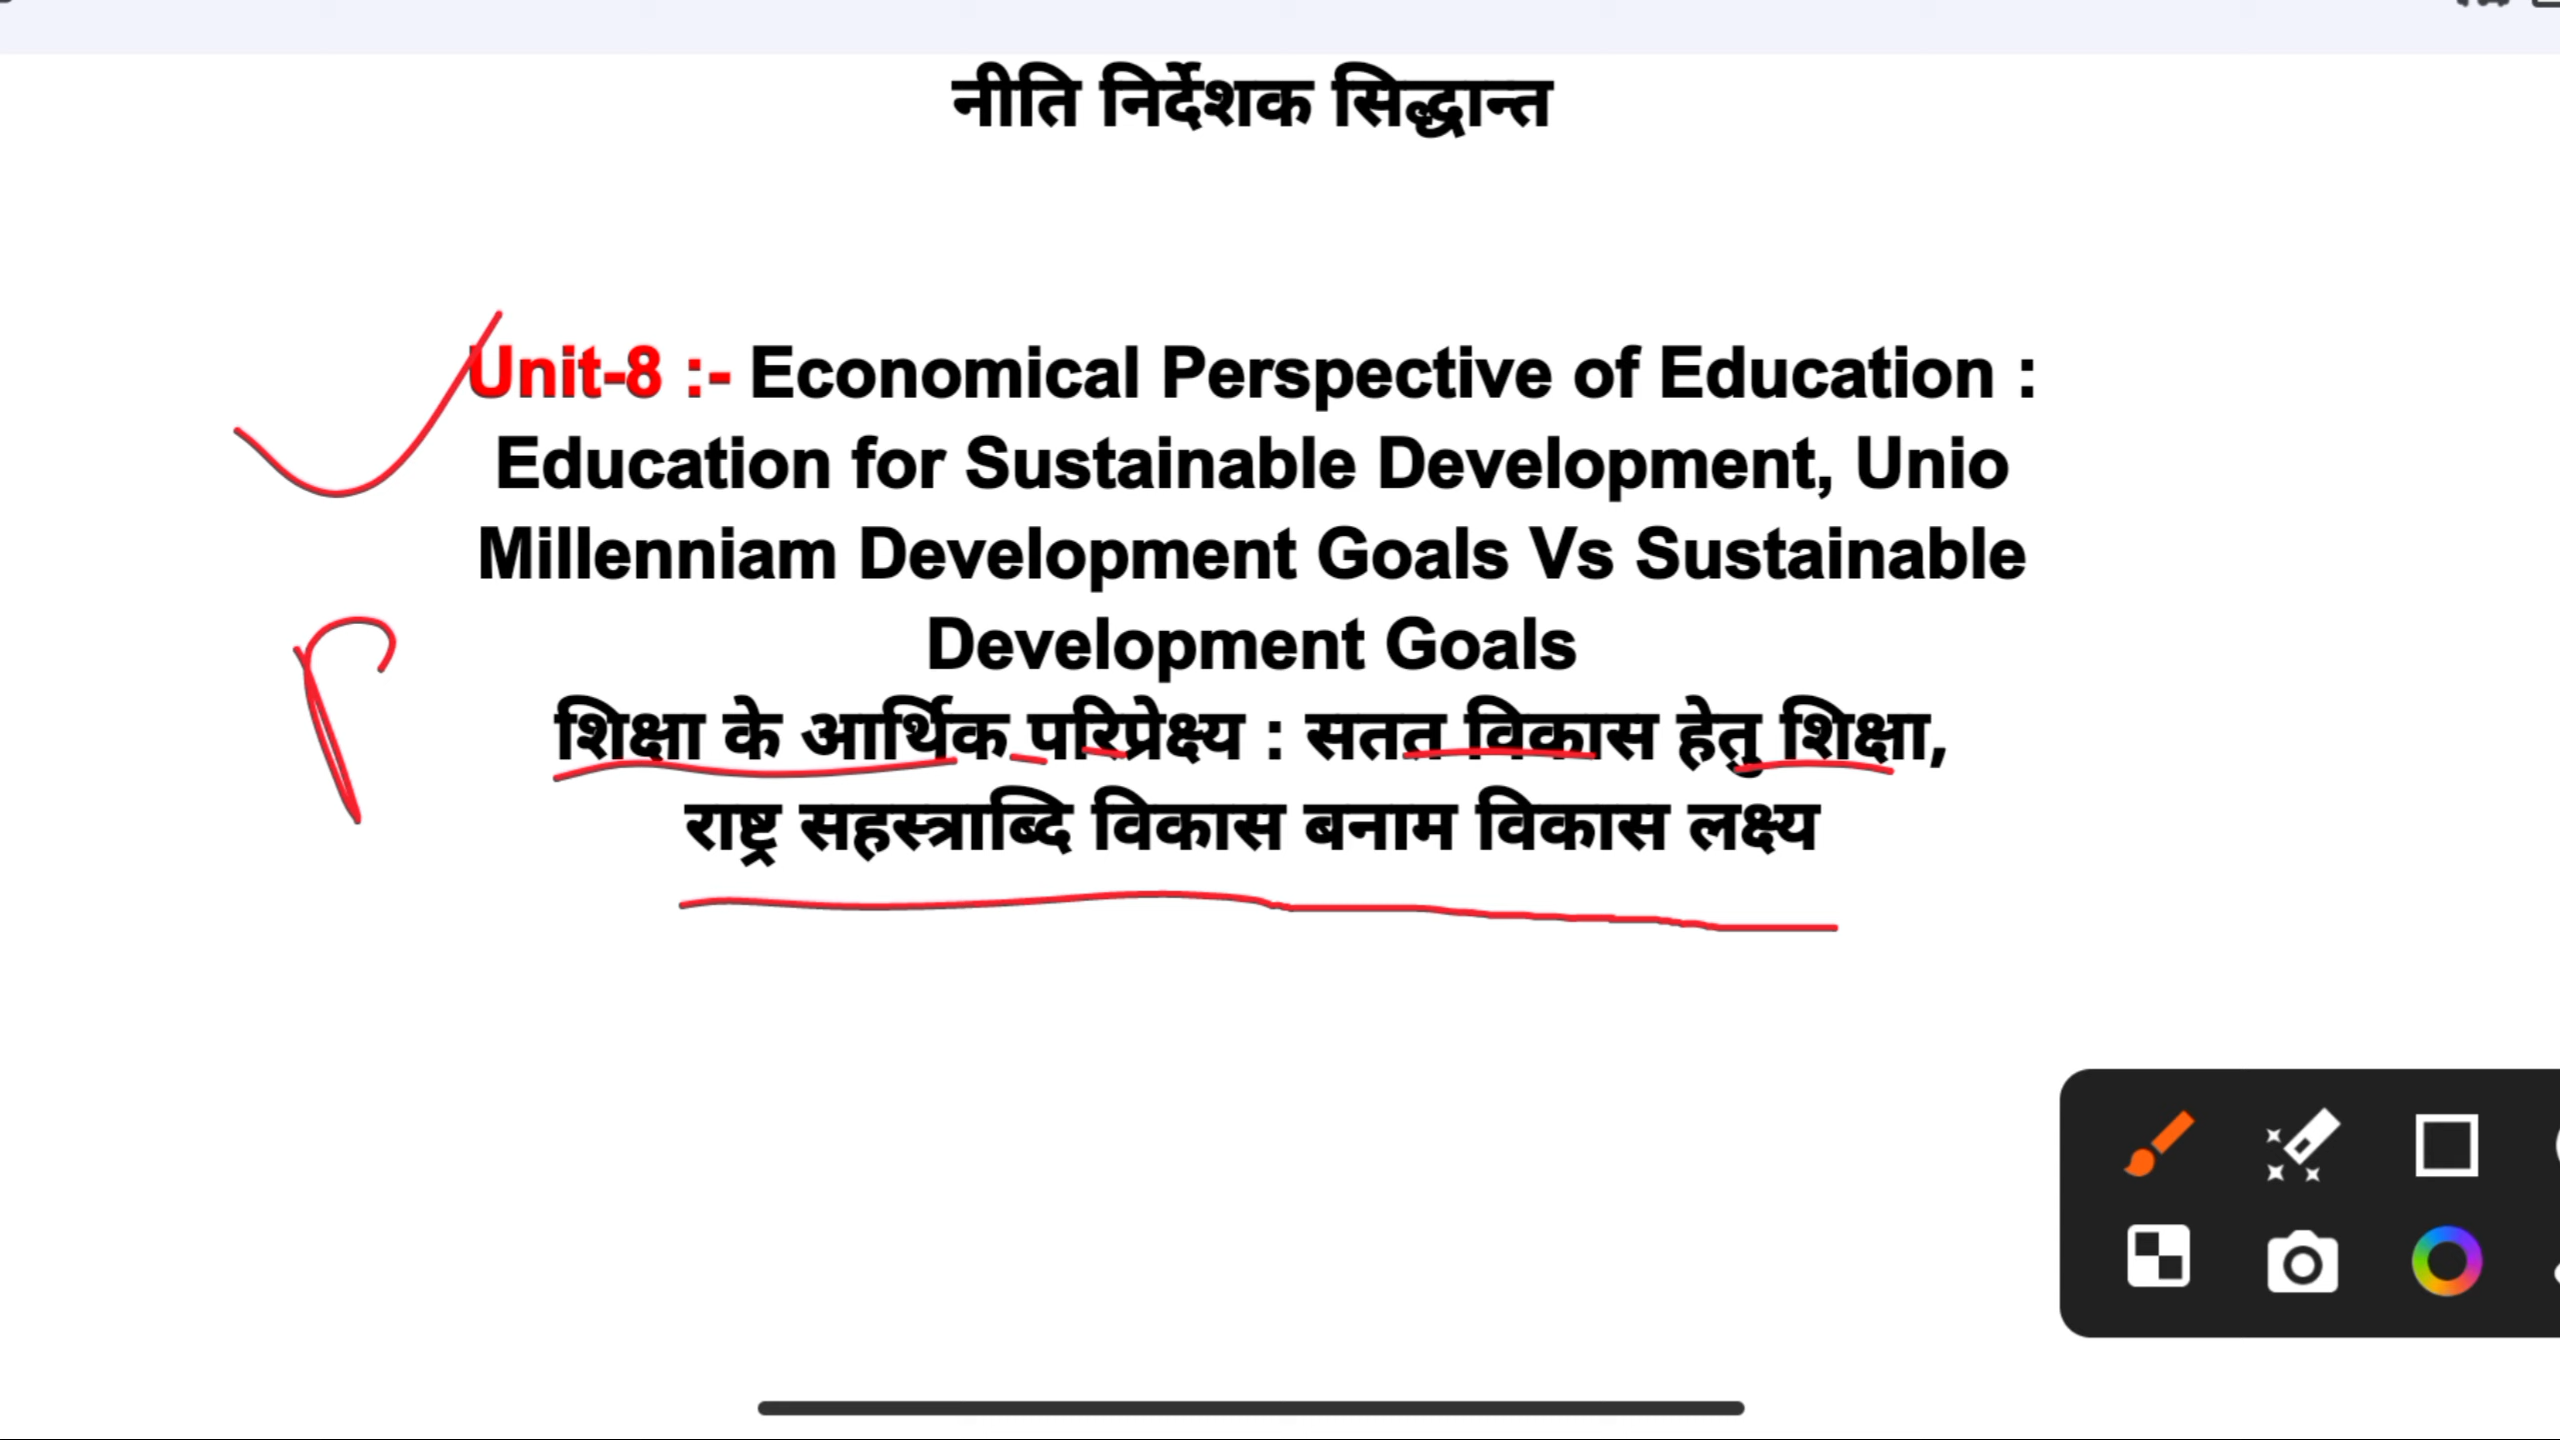 नीति निर्देशक सिद्धान्त
Unit-8 :- Economical Perspective of Education :
Education for Sustainable Development, Unio
Millenniam Development Goals Vs Sustainable
Development Goals
शिक्षा के आर्थिक परिप्रेक्ष्य : सतत विकास हेतु शिक्षा,
राष्ट्र सहस्त्राब्दि विकास बनाम विकास लक्ष्य